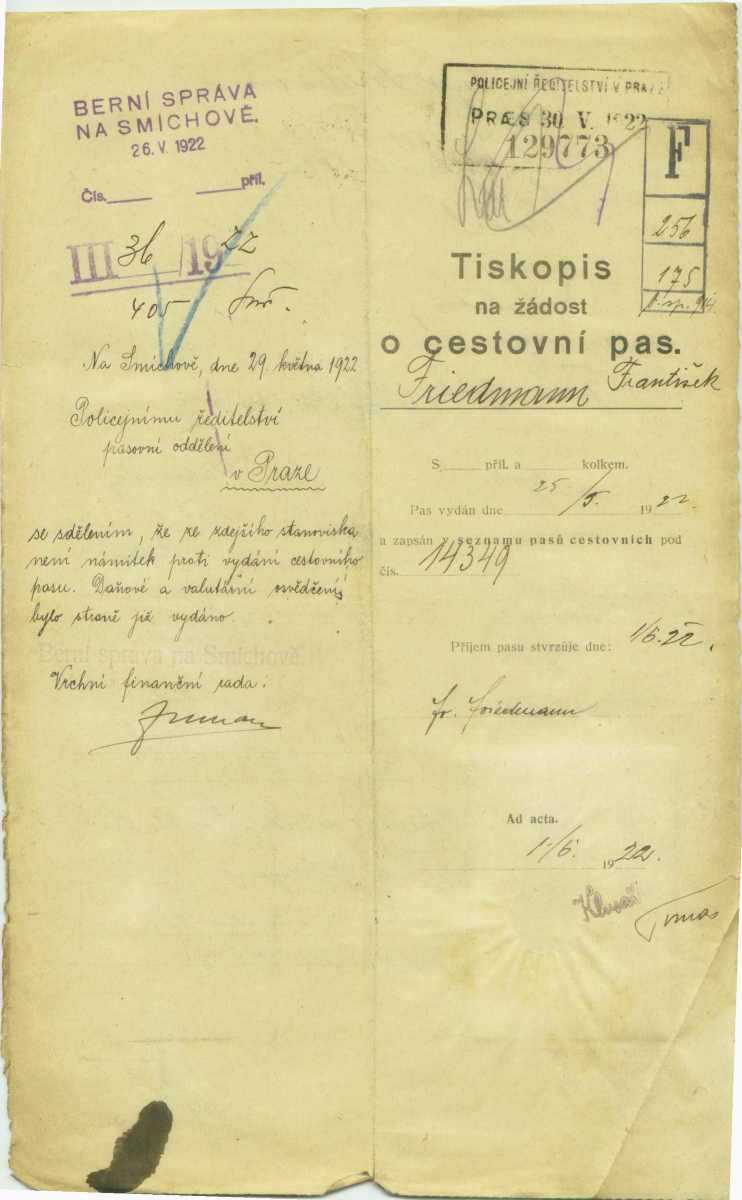 BERNÍ SPRÁVA
NA SMÍCHOVĚ.
26. V. 1922
Čís. příl.
III 36 /1922
405
Na Smíchově, dne 29. května 1922
Policejnímu ředitelství
pasovní oddělení
v Praze
se sdělením, že ze zdejšího stanoviska
není námitek proti vydání cestovního
pasu. Daňové a valutární osvědčení
bylo straně již vydáno.
Berní správa na Smíchově.
Vrchní finanční rada:
POLICEJNÍ ŘEDITELSTVÍ V PRAZE
PRÆS 30 V. 1922
129773
F
256
175
Tiskopis
na žádost
o cestovní pas.
Friedmann František
S příl. a kolkem.
Pas vydán dne 25./5. 1922.
a zapsán v seznamu pasů cestovních pod
čís. 14349
Příjem pasu stvrzuje dne: 1/6.22.
Fr. Friedmann
Ad acta.
1./6. 1922.